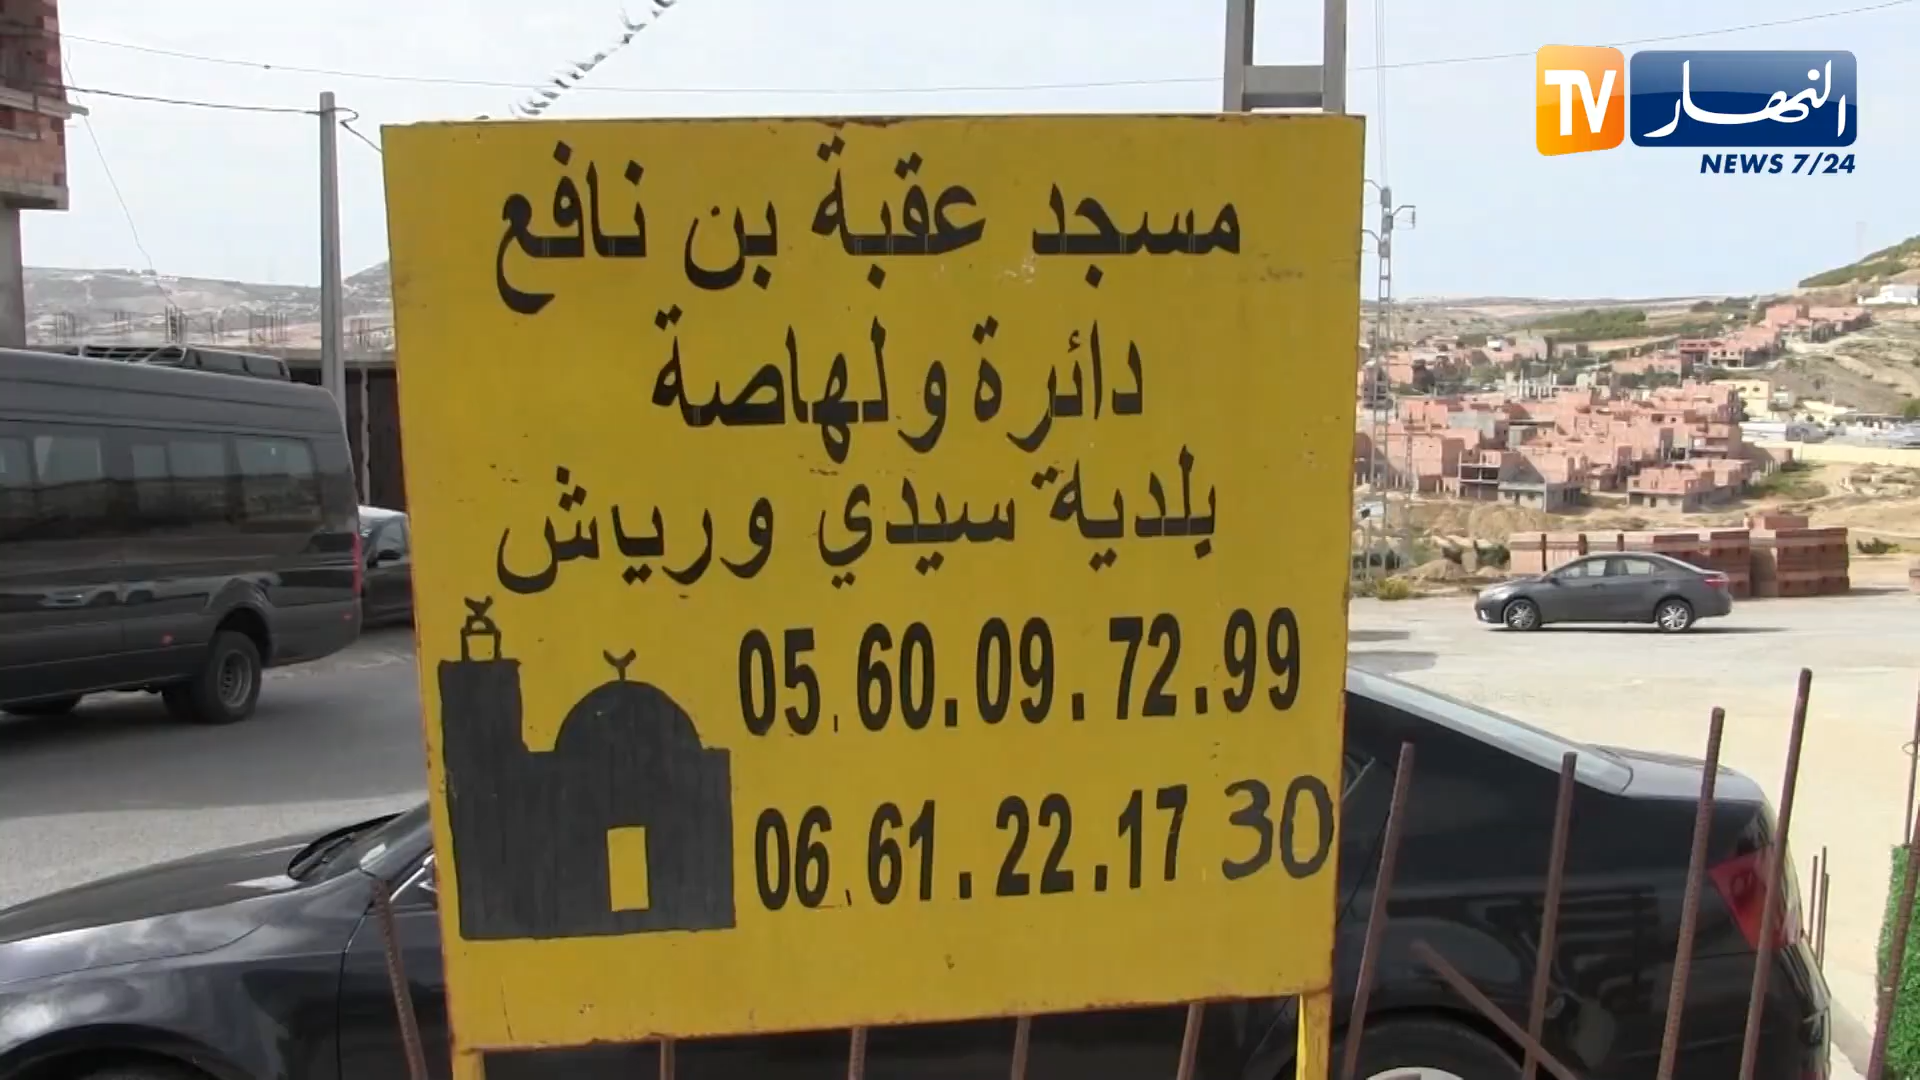 TV النهار
NEWS 7/24
مسجد عقبة بن نافع
دائرة ولهاصة
بلدية سيدي ورياش
05.60.09.72.99
06.61.22.17 30